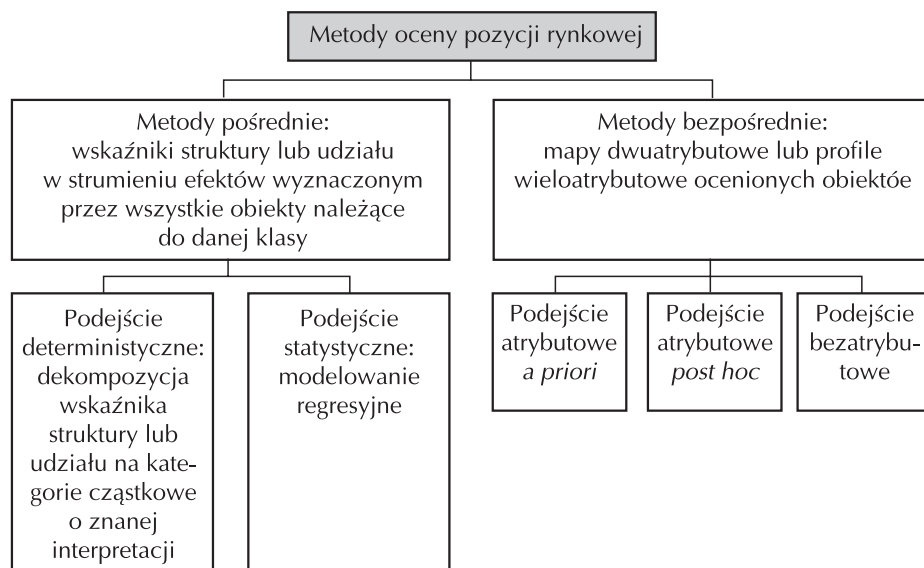 Metody oceny pozycji rynkowej
Metody pośrednie:
wskaźniki struktury lub udziału
w strumieniu efektów wyznaczonym
przez wszystkie obiekty należące
do danej klasy
Metody bezpośrednie:
mapy dwuatrybutowe lub profile
wieloatrybutowe ocenionych obiektóe
Podejście
deterministyczne:
dekompozycja
wskaźnika
struktury lub
udziału na kate-
gorie cząstkowe
o znanej
interpretacji
Podejście
statystyczne:
modelowanie
regresyjne
Podejście
atrybutowe
a priori
Podejście
atrybutowe
post hoc
Podejście
bezatrybu-
towe